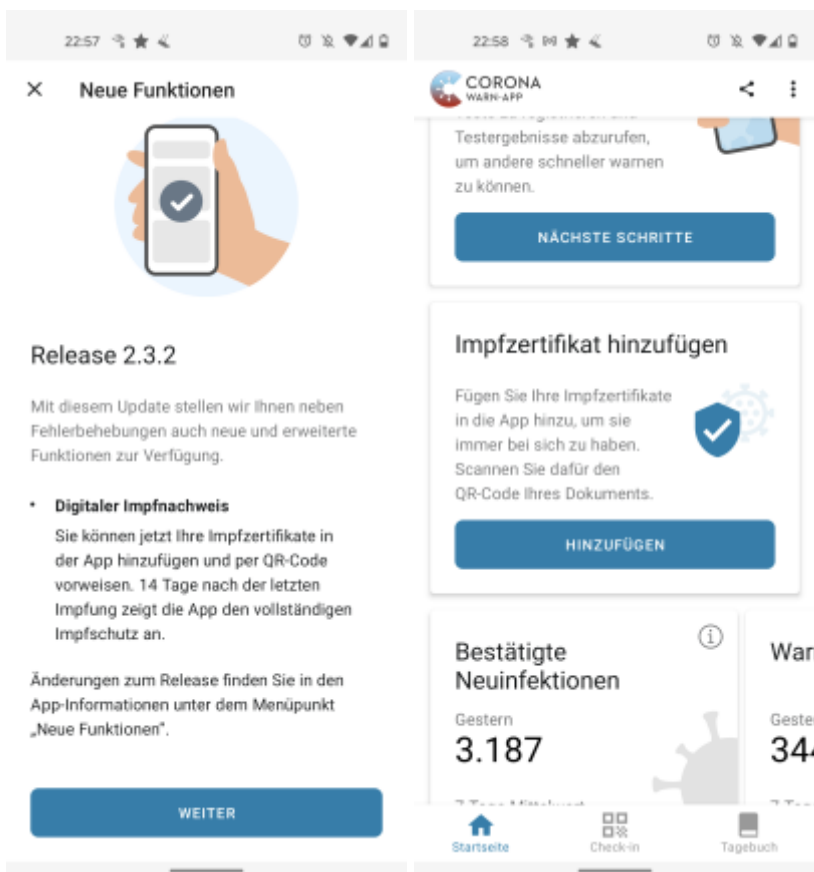 22:57
Neue Funktionen
Release 2.3.2
Mit diesem Update stellen wir Ihnen neben
Fehlerbehebungen auch neue und erweiterte
Funktionen zur Verfügung.
• Digitaler Impfnachweis
Sie können jetzt Ihre Impfzertifikate in
der App hinzufügen und per QR-Code
vorweisen. 14 Tage nach der letzten
Impfung zeigt die App den vollständigen
Impfschutz an.
Änderungen zum Release finden Sie in den
App-Informationen unter dem Menüpunkt
„Neue Funktionen".
WEITER
22:58
CORONA
WARN-APP
Testergebnisse abzurufen,
um andere schneller warnen
zu können.
NÄCHSTE SCHRITTE
Impfzertifikat hinzufügen
Fügen Sie Ihre Impfzertifikate
in die App hinzu, um sie
immer bei sich zu haben.
Scannen Sie dafür den
QR-Code Ihres Dokuments.
HINZUFÜGEN
Bestätigte
Neuinfektionen
Gestern
3.187
7 Tage Mittelwert
War
Geste
344
Startseite
Check-in
Tagebuch